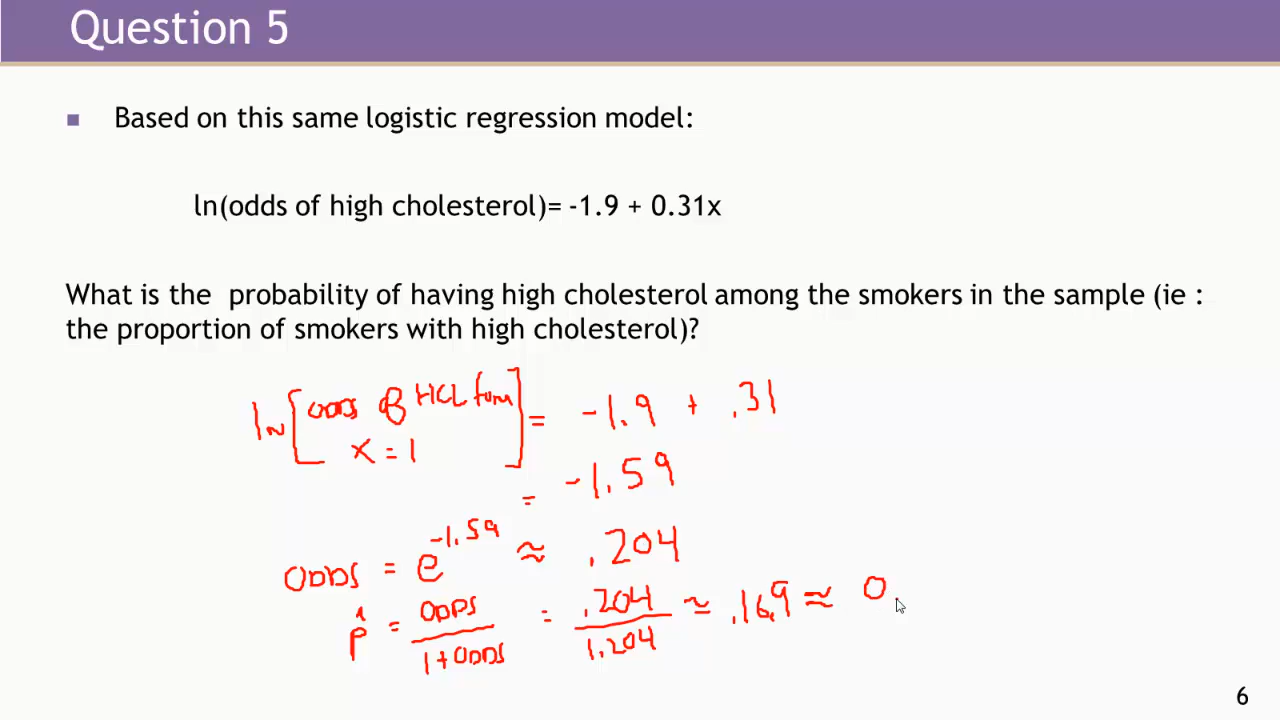 Question 5
Based on this same logistic regression model:
ln(odds of high cholesterol)= -1.9 + 0.31x
What is the probability of having high cholesterol among the smokers in the sample (ie :
the proportion of smokers with high cholesterol)?
ln[ODDS of HCL for x = 1] = -1.9 + .31
= -1.59
ODDS = e^-1.59 ≈ .204
p̂ = ODDS / 1 + ODDS = .204 / 1.204 ≈ .169 ≈ 0.
6